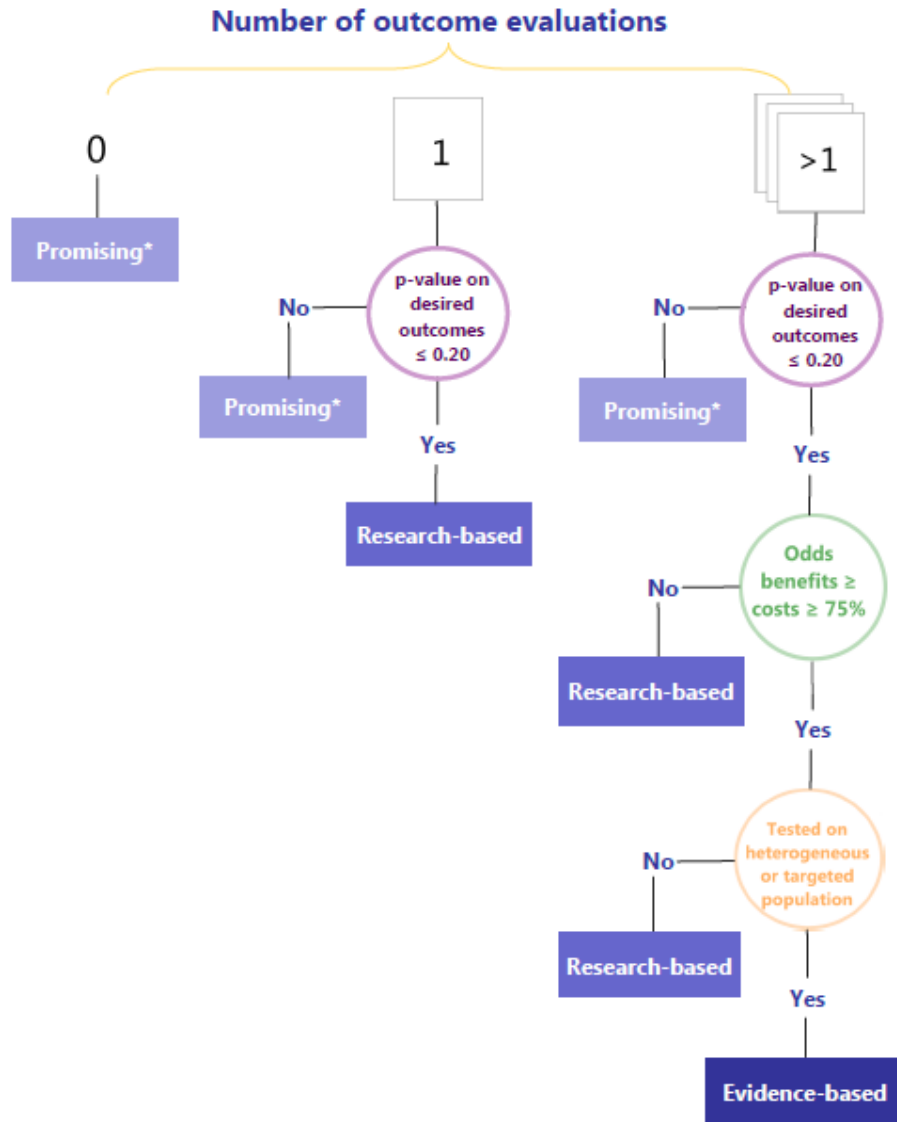 Number of outcome evaluations
0
1
>1
Promising*
p-value on
desired
outcomes
≤ 0.20
No
Promising*
Yes
Research-based
p-value on
desired
outcomes
≤ 0.20
No
Promising*
Yes
Odds
benefits ≥
costs ≥ 75%
No
Research-based
Yes
Tested on
heterogeneous
or targeted
population
No
Research-based
Yes
Evidence-based